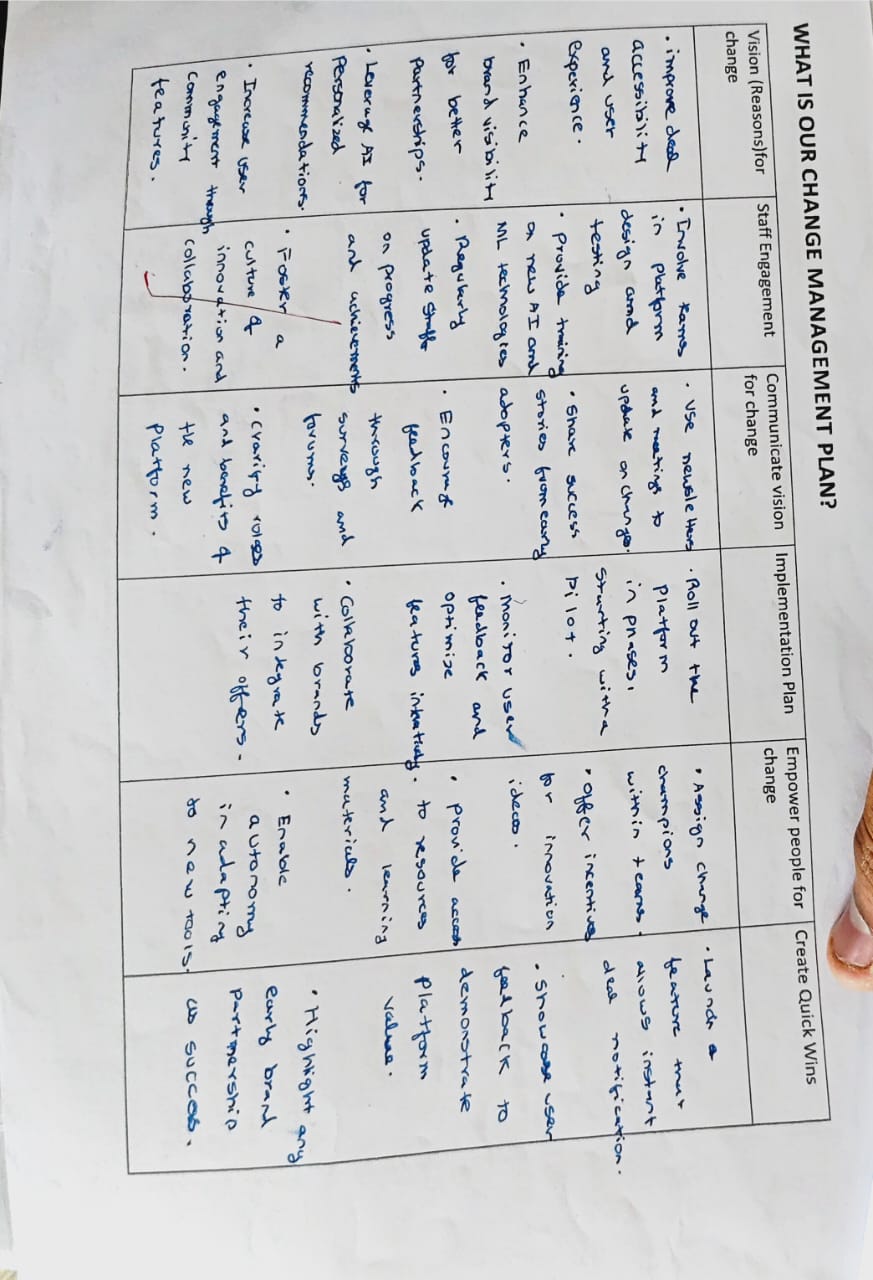 WHAT IS OUR CHANGE MANAGEMENT PLAN?
Vision (Reasons)for
change
• improve deal
accessibility
and user
experience.
• Enhance
brand visibility
for better
Partnerships.
• Leverage AI for
Personalized
recommendations.
• Increase user
engagement through
Community
features.
Staff Engagement
• Involve teams
in Platform
design and
testing
• Provide training
on new AI and
ML technologies
• Regularly
update staff
on progress
and achievements
• Foster a
culture of
innovation and
collaboration.
Communicate vision
for change
• Use newsletters
and meetings to
update on changes.
• Share success
stories from early
adopters.
• Encourage
feedback
through
surveys and
forums.
• Clarify roles
and benefits of
the new
Platform.
Implementation Plan
• Roll out the
Platform
in phases,
starting with a
Pilot.
• Monitor user
feedback and
optimize
features iteratively.
• Collaborate
with brands
to integrate
their offers.
Empower people for
change
• Assign change
champions
within teams.
• Offer incentives
for innovation
ideas.
• Provide access
to resources
and learning
materials.
• Enable
autonomy
in adapting
to new tools.
Create Quick Wins
• Launch a
feature that
allows instant
deal notification.
• Showcase user
feedback to
demonstrate
Platform
value.
• Highlight any
early brand
Partnership
as success.